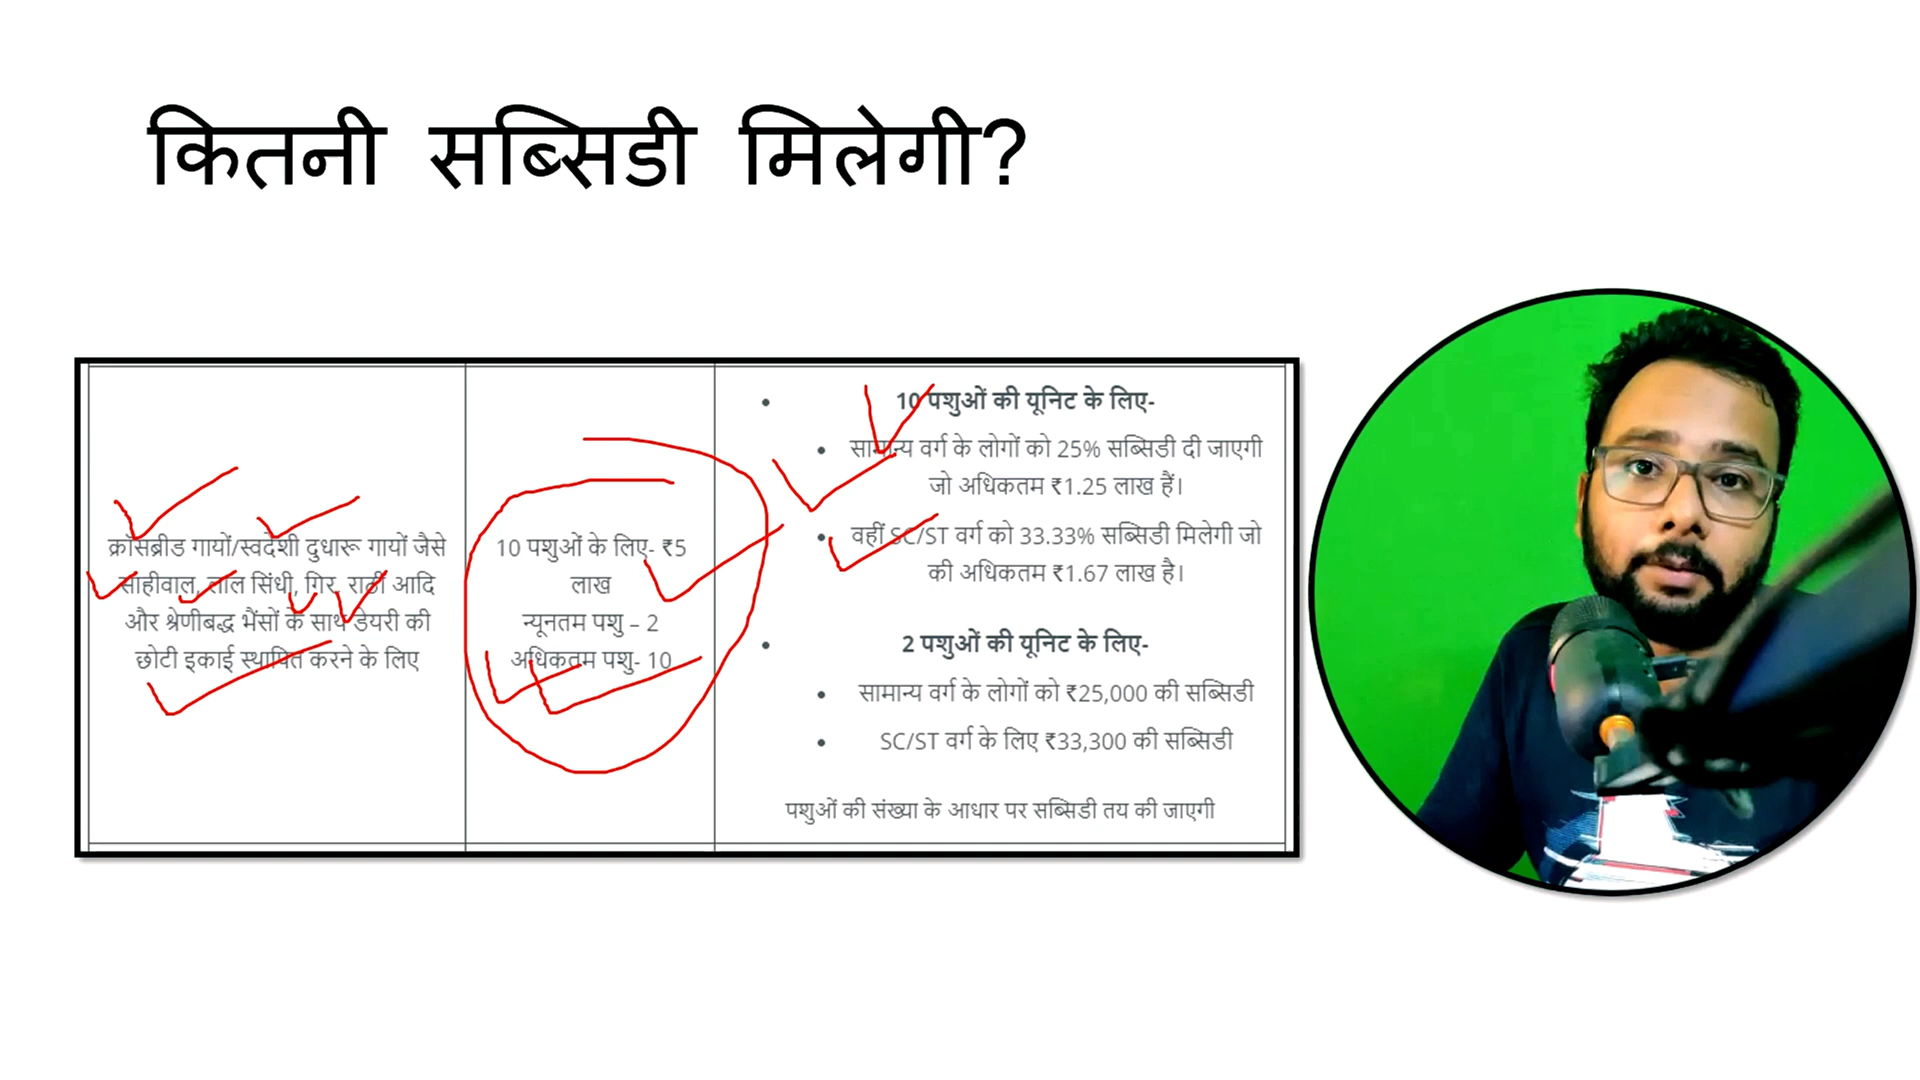 कितनी सब्सिडी मिलेगी?
क्रॉसब्रीड गायों/स्वदेशी दुधारू गायों जैसे
साहीवाल, लाल सिंधी, गिर, राठी आदि
और श्रेणीबद्ध भैंसों के साथ डेयरी की
छोटी इकाई स्थापित करने के लिए
10 पशुओं के लिए- ₹5
लाख
न्यूनतम पशु – 2
अधिकतम पशु- 10
10 पशुओं की यूनिट के लिए-
सामान्य वर्ग के लोगों को 25% सब्सिडी दी जाएगी
जो अधिकतम ₹1.25 लाख हैं।
वहीं SC/ST वर्ग को 33.33% सब्सिडी मिलेगी जो
की अधिकतम ₹1.67 लाख है।
2 पशुओं की यूनिट के लिए-
सामान्य वर्ग के लोगों को ₹25,000 की सब्सिडी
SC/ST वर्ग के लिए ₹33,300 की सब्सिडी
पशुओं की संख्या के आधार पर सब्सिडी तय की जाएगी